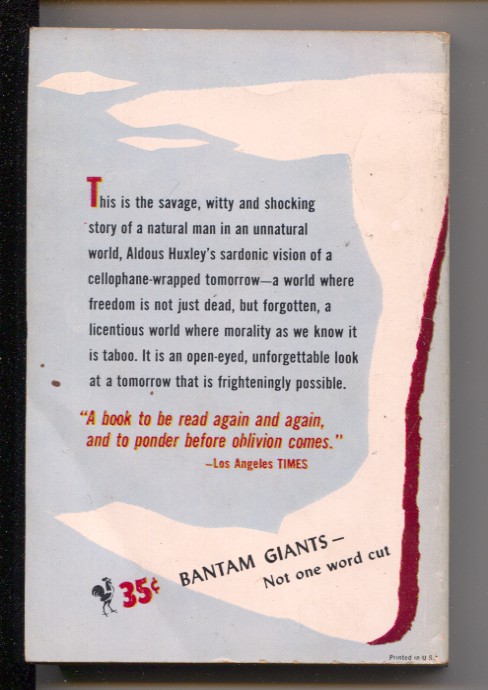 This is the savage, witty and shocking
story of a natural man in an unnatural
world, Aldous Huxley's sardonic vision of a
cellophane-wrapped tomorrow—a world where
freedom is not just dead, but forgotten, a
licentious world where morality as we know it
is taboo. It is an open-eyed, unforgettable look
at a tomorrow that is frighteningly possible.
"A book to be read again and again,
and to ponder before oblivion comes."
—Los Angeles TIMES
35¢
BANTAM GIANTS—
Not one word cut
Printed in U.S.